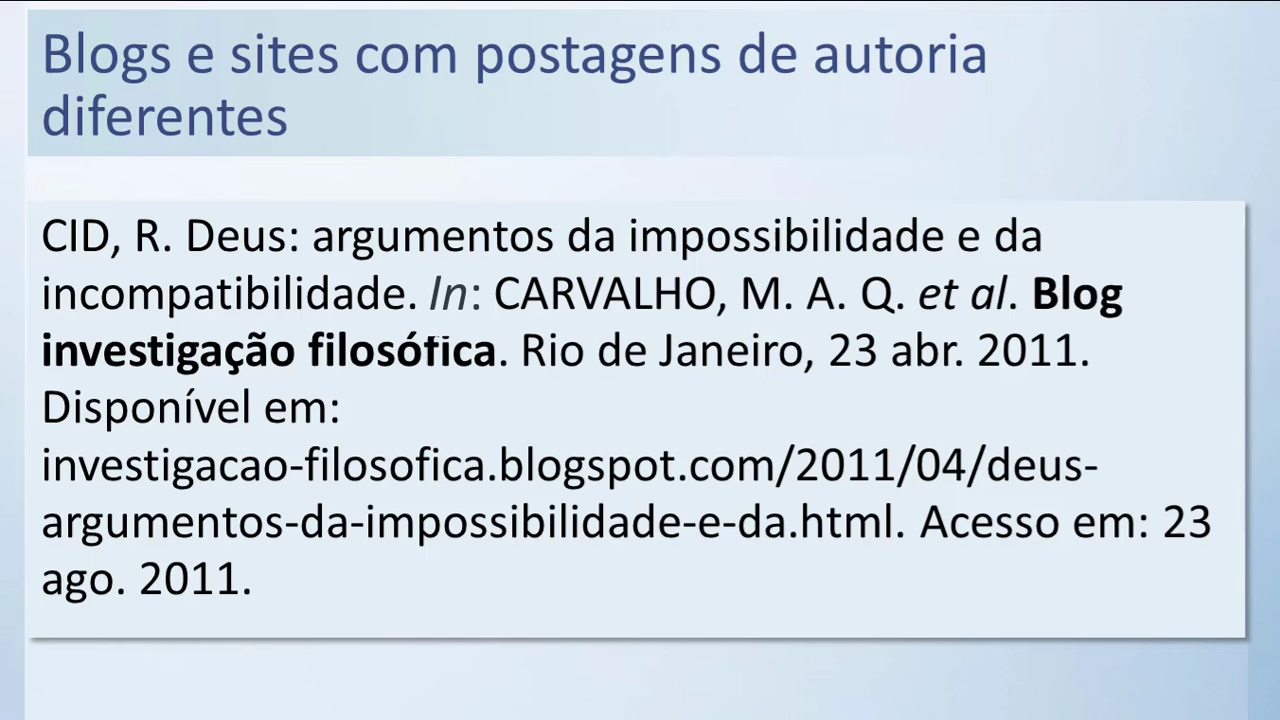 Blogs e sites com postagens de autoria
diferentes
CID, R. Deus: argumentos da impossibilidade e da
incompatibilidade. In: CARVALHO, M. A. Q. et al. Blog
investigação filosófica. Rio de Janeiro, 23 abr. 2011.
Disponível em:
investigacao-filosofica.blogspot.com/2011/04/deus-
argumentos-da-impossibilidade-e-da.html. Acesso em: 23
ago. 2011.